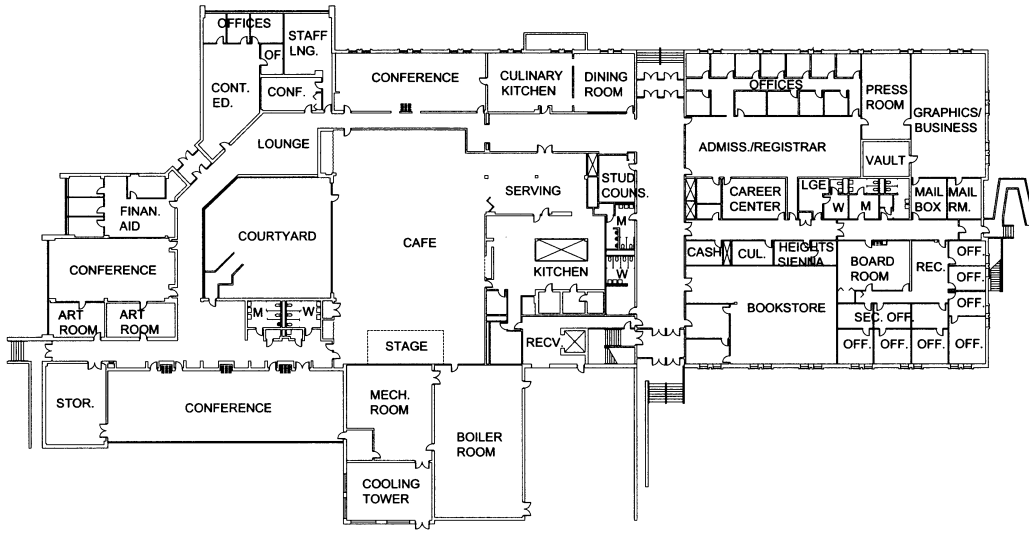 OFFICES
STAFF
LNG.
OF.
CONT.
ED.
CONF.
LOUNGE
CONFERENCE
CULINARY
KITCHEN
DINING
ROOM
OFFICES
PRESS
ROOM
GRAPHICS/
BUSINESS
ADMISS./REGISTRAR
VAULT
FINAN.
AID
COURTYARD
CAFE
SERVING
STUD.
COUNS.
CAREER
CENTER
LGE
W
M
MAIL
BOX
MAIL
RM.
M
W
KITCHEN
CONFERENCE
ART
ROOM
ART
ROOM
M
W
CASH
CUL.
HEIGHTS
SIENNA
BOARD
ROOM
REC.
OFF.
OFF.
OFF.
BOOKSTORE
SEC. OFF.
OFF.
OFF.
OFF.
OFF.
STAGE
RECV.
STOR.
CONFERENCE
MECH.
ROOM
BOILER
ROOM
COOLING
TOWER